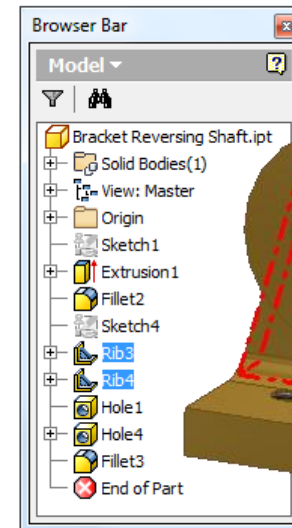 Browser Bar
Model
Bracket Reversing Shaft.ipt
Solid Bodies(1)
View: Master
Origin
Sketch1
Extrusion1
Fillet2
Sketch4
Rib3
Rib4
Hole1
Hole4
Fillet3
End of Part